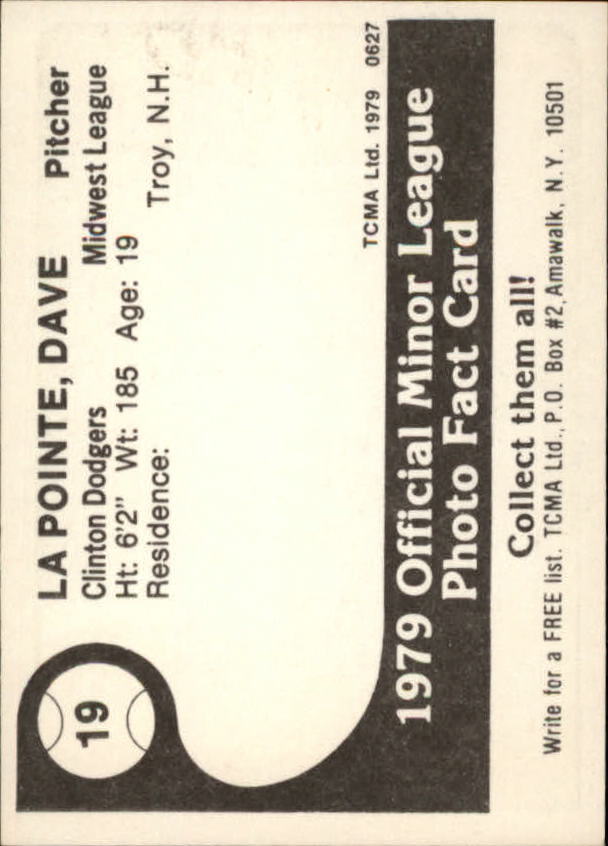 19
LA POINTE, DAVE Pitcher
Clinton Dodgers Midwest League
Ht: 6'2" Wt: 185 Age: 19
Residence: Troy, N.H.
TCMA Ltd. 1979 0627
1979 Official Minor League
Photo Fact Card
Collect them all!
Write for a FREE list. TCMA Ltd., P.O. Box #2, Amawalk, N.Y. 10501